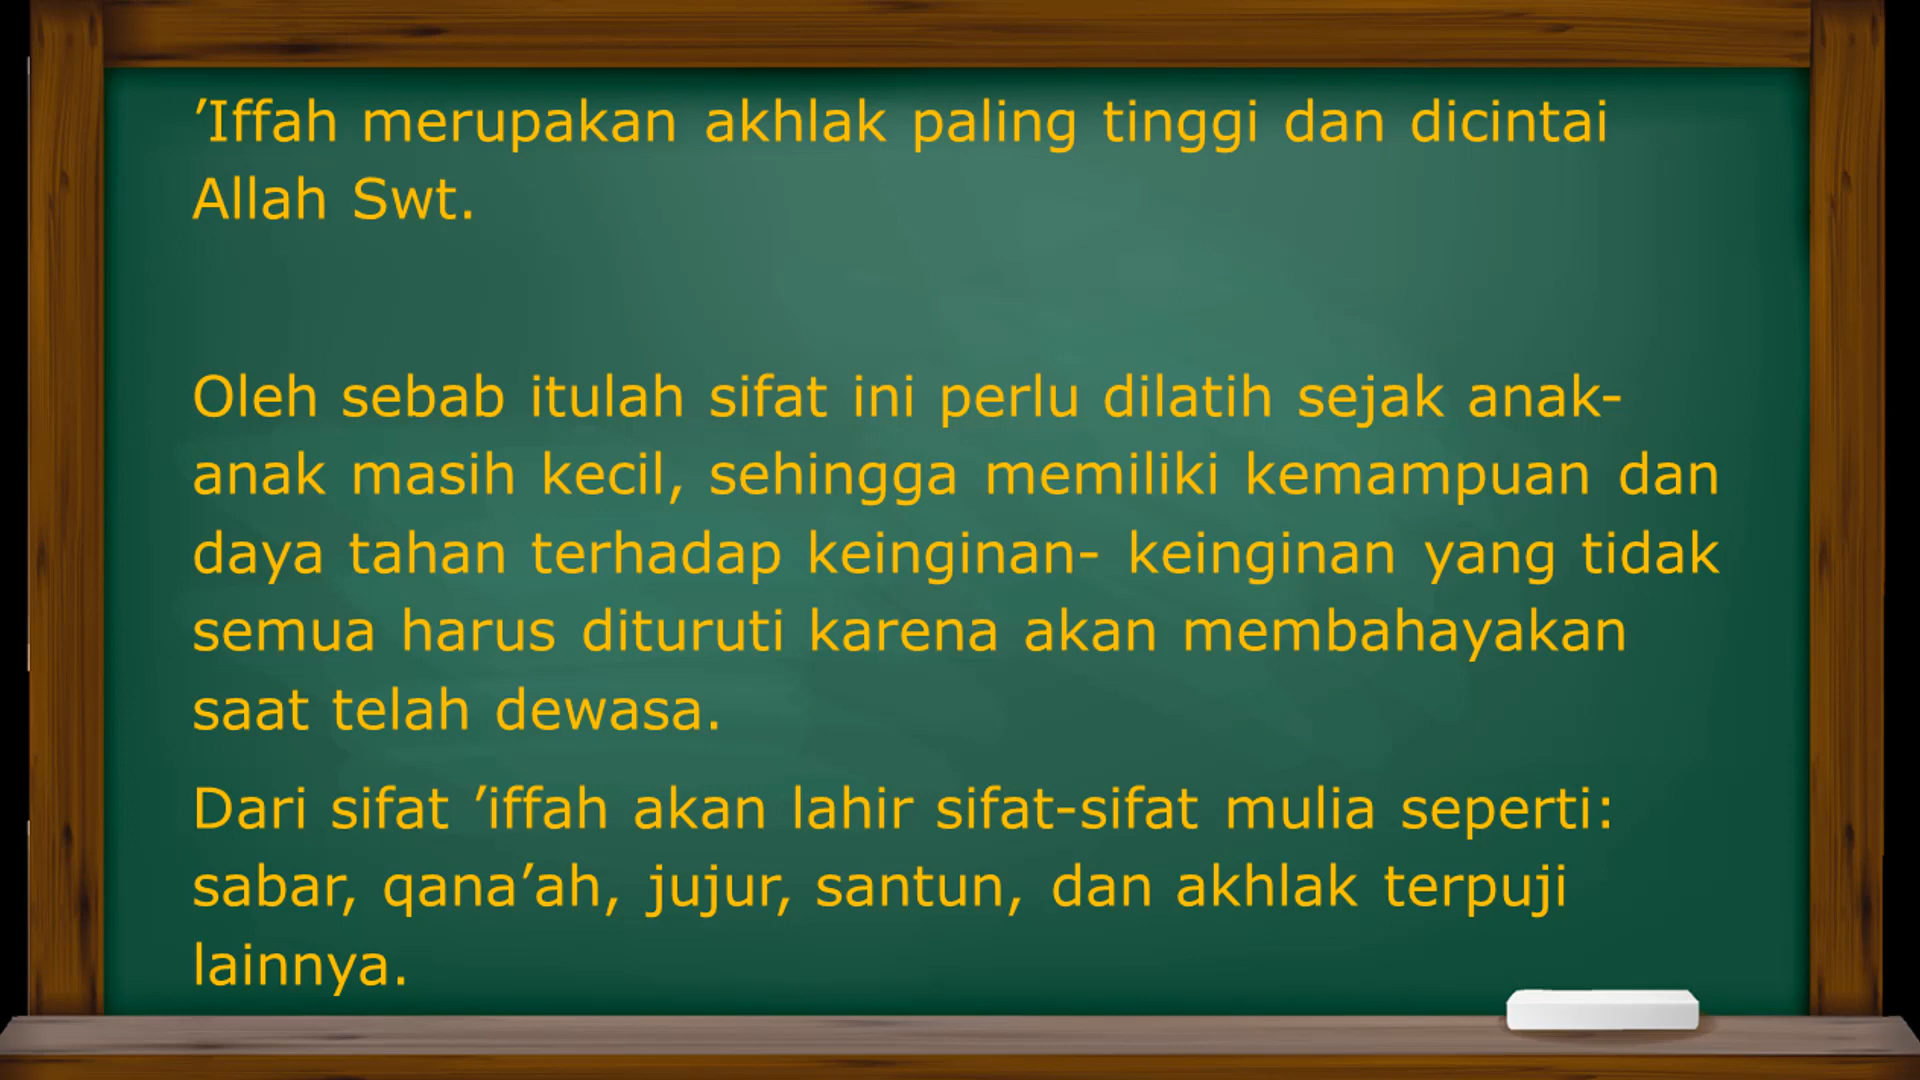 ’Iffah merupakan akhlak paling tinggi dan dicintai
Allah Swt.
Oleh sebab itulah sifat ini perlu dilatih sejak anak-
anak masih kecil, sehingga memiliki kemampuan dan
daya tahan terhadap keinginan- keinginan yang tidak
semua harus dituruti karena akan membahayakan
saat telah dewasa.
Dari sifat ’iffah akan lahir sifat-sifat mulia seperti:
sabar, qana’ah, jujur, santun, dan akhlak terpuji
lainnya.